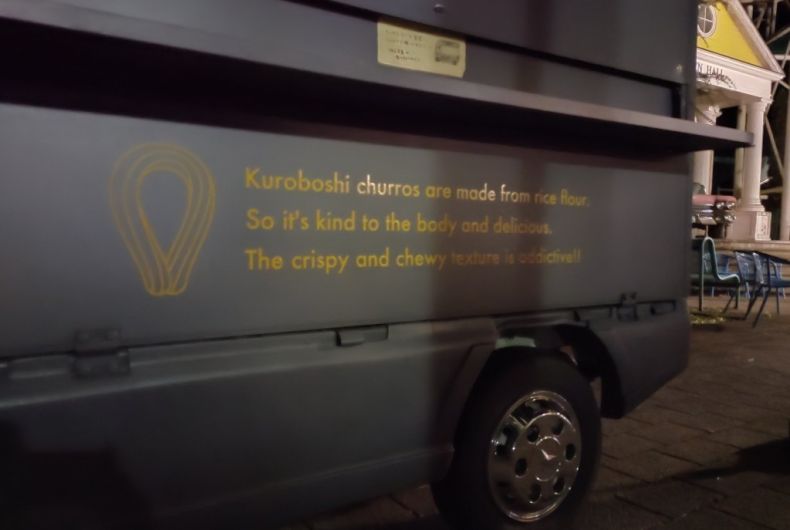 Kuroboshi churros are made from rice flour.
So it's kind to the body and delicious.
The crispy and chewy texture is addictive!!
HALL